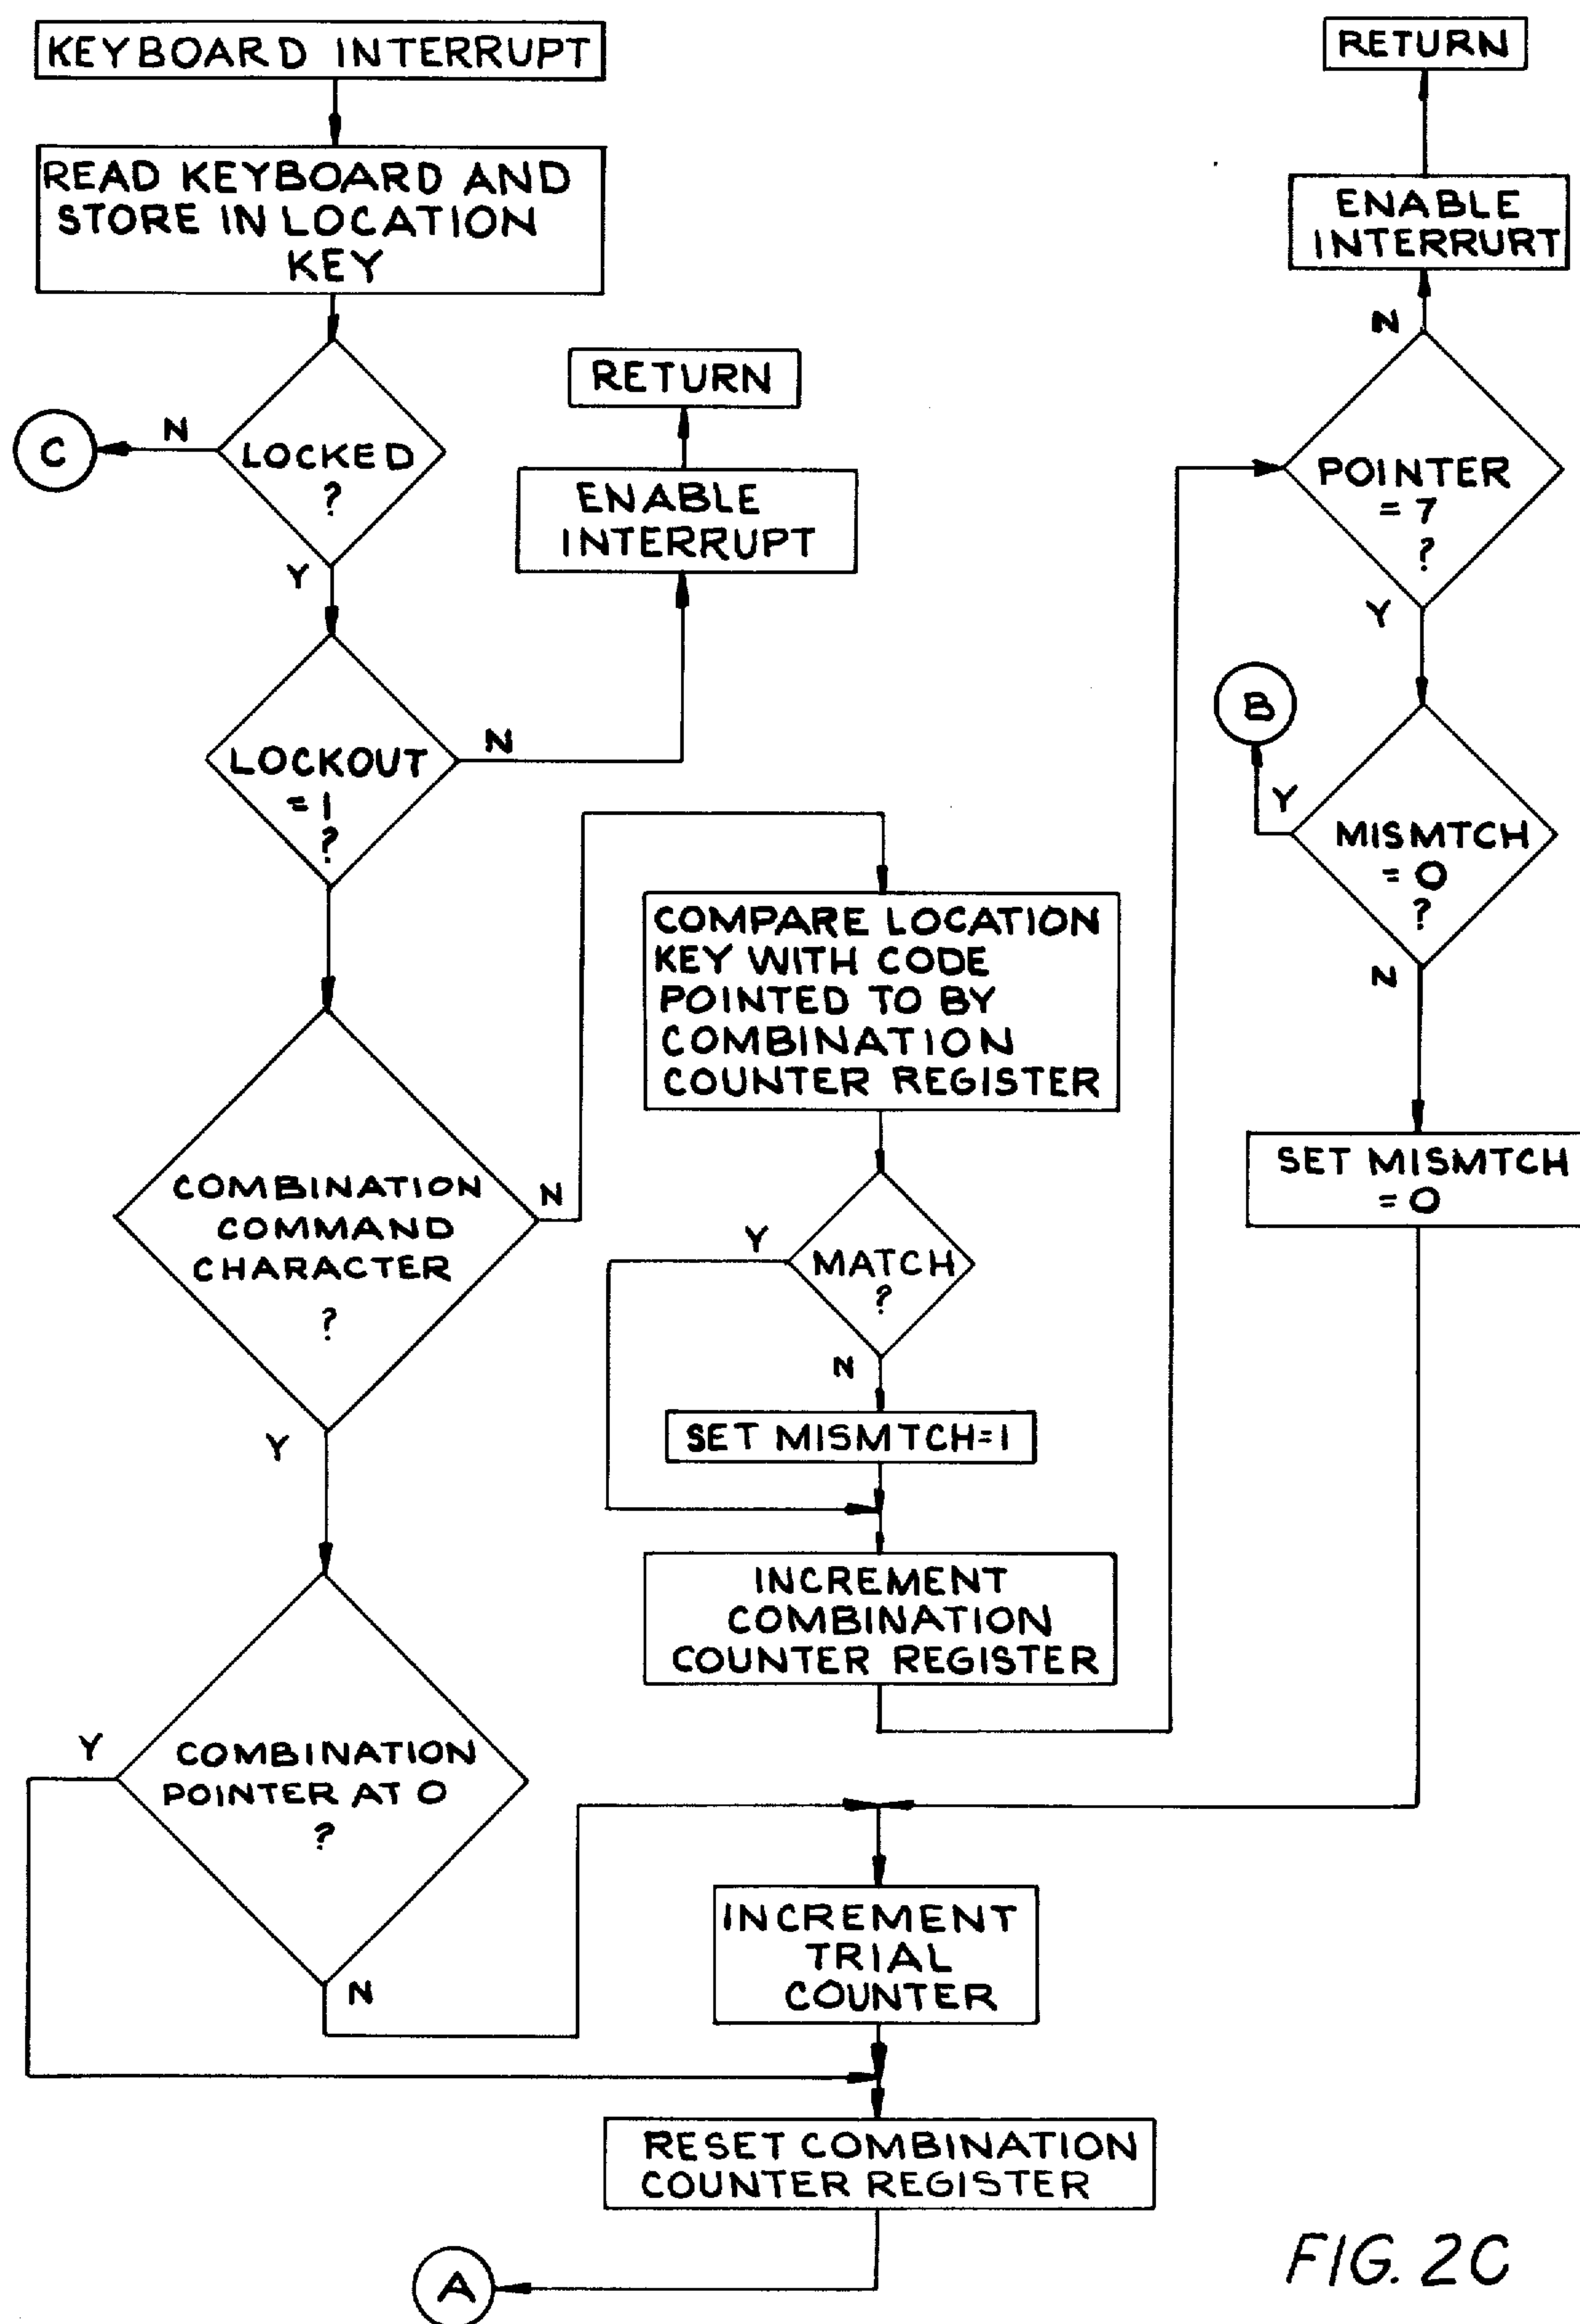 KEYBOARD INTERRUPT
READ KEYBOARD AND
STORE IN LOCATION
KEY
LOCKED
?
N
C
Y
LOCKOUT
= 1
?
N
ENABLE
INTERRUPT
RETURN
COMBINATION
COMMAND
CHARACTER
?
N
Y
COMPARE LOCATION
KEY WITH CODE
POINTED TO BY
COMBINATION
COUNTER REGISTER
MATCH
?
Y
N
SET MISMTCH=1
INCREMENT
COMBINATION
COUNTER REGISTER
COMBINATION
POINTER AT 0
?
Y
N
INCREMENT
TRIAL
COUNTER
RESET COMBINATION
COUNTER REGISTER
A
RETURN
ENABLE
INTERRURT
N
POINTER
= 7
?
Y
B
Y
MISMTCH
= 0
?
N
SET MISMTCH
= 0
FIG. 2C